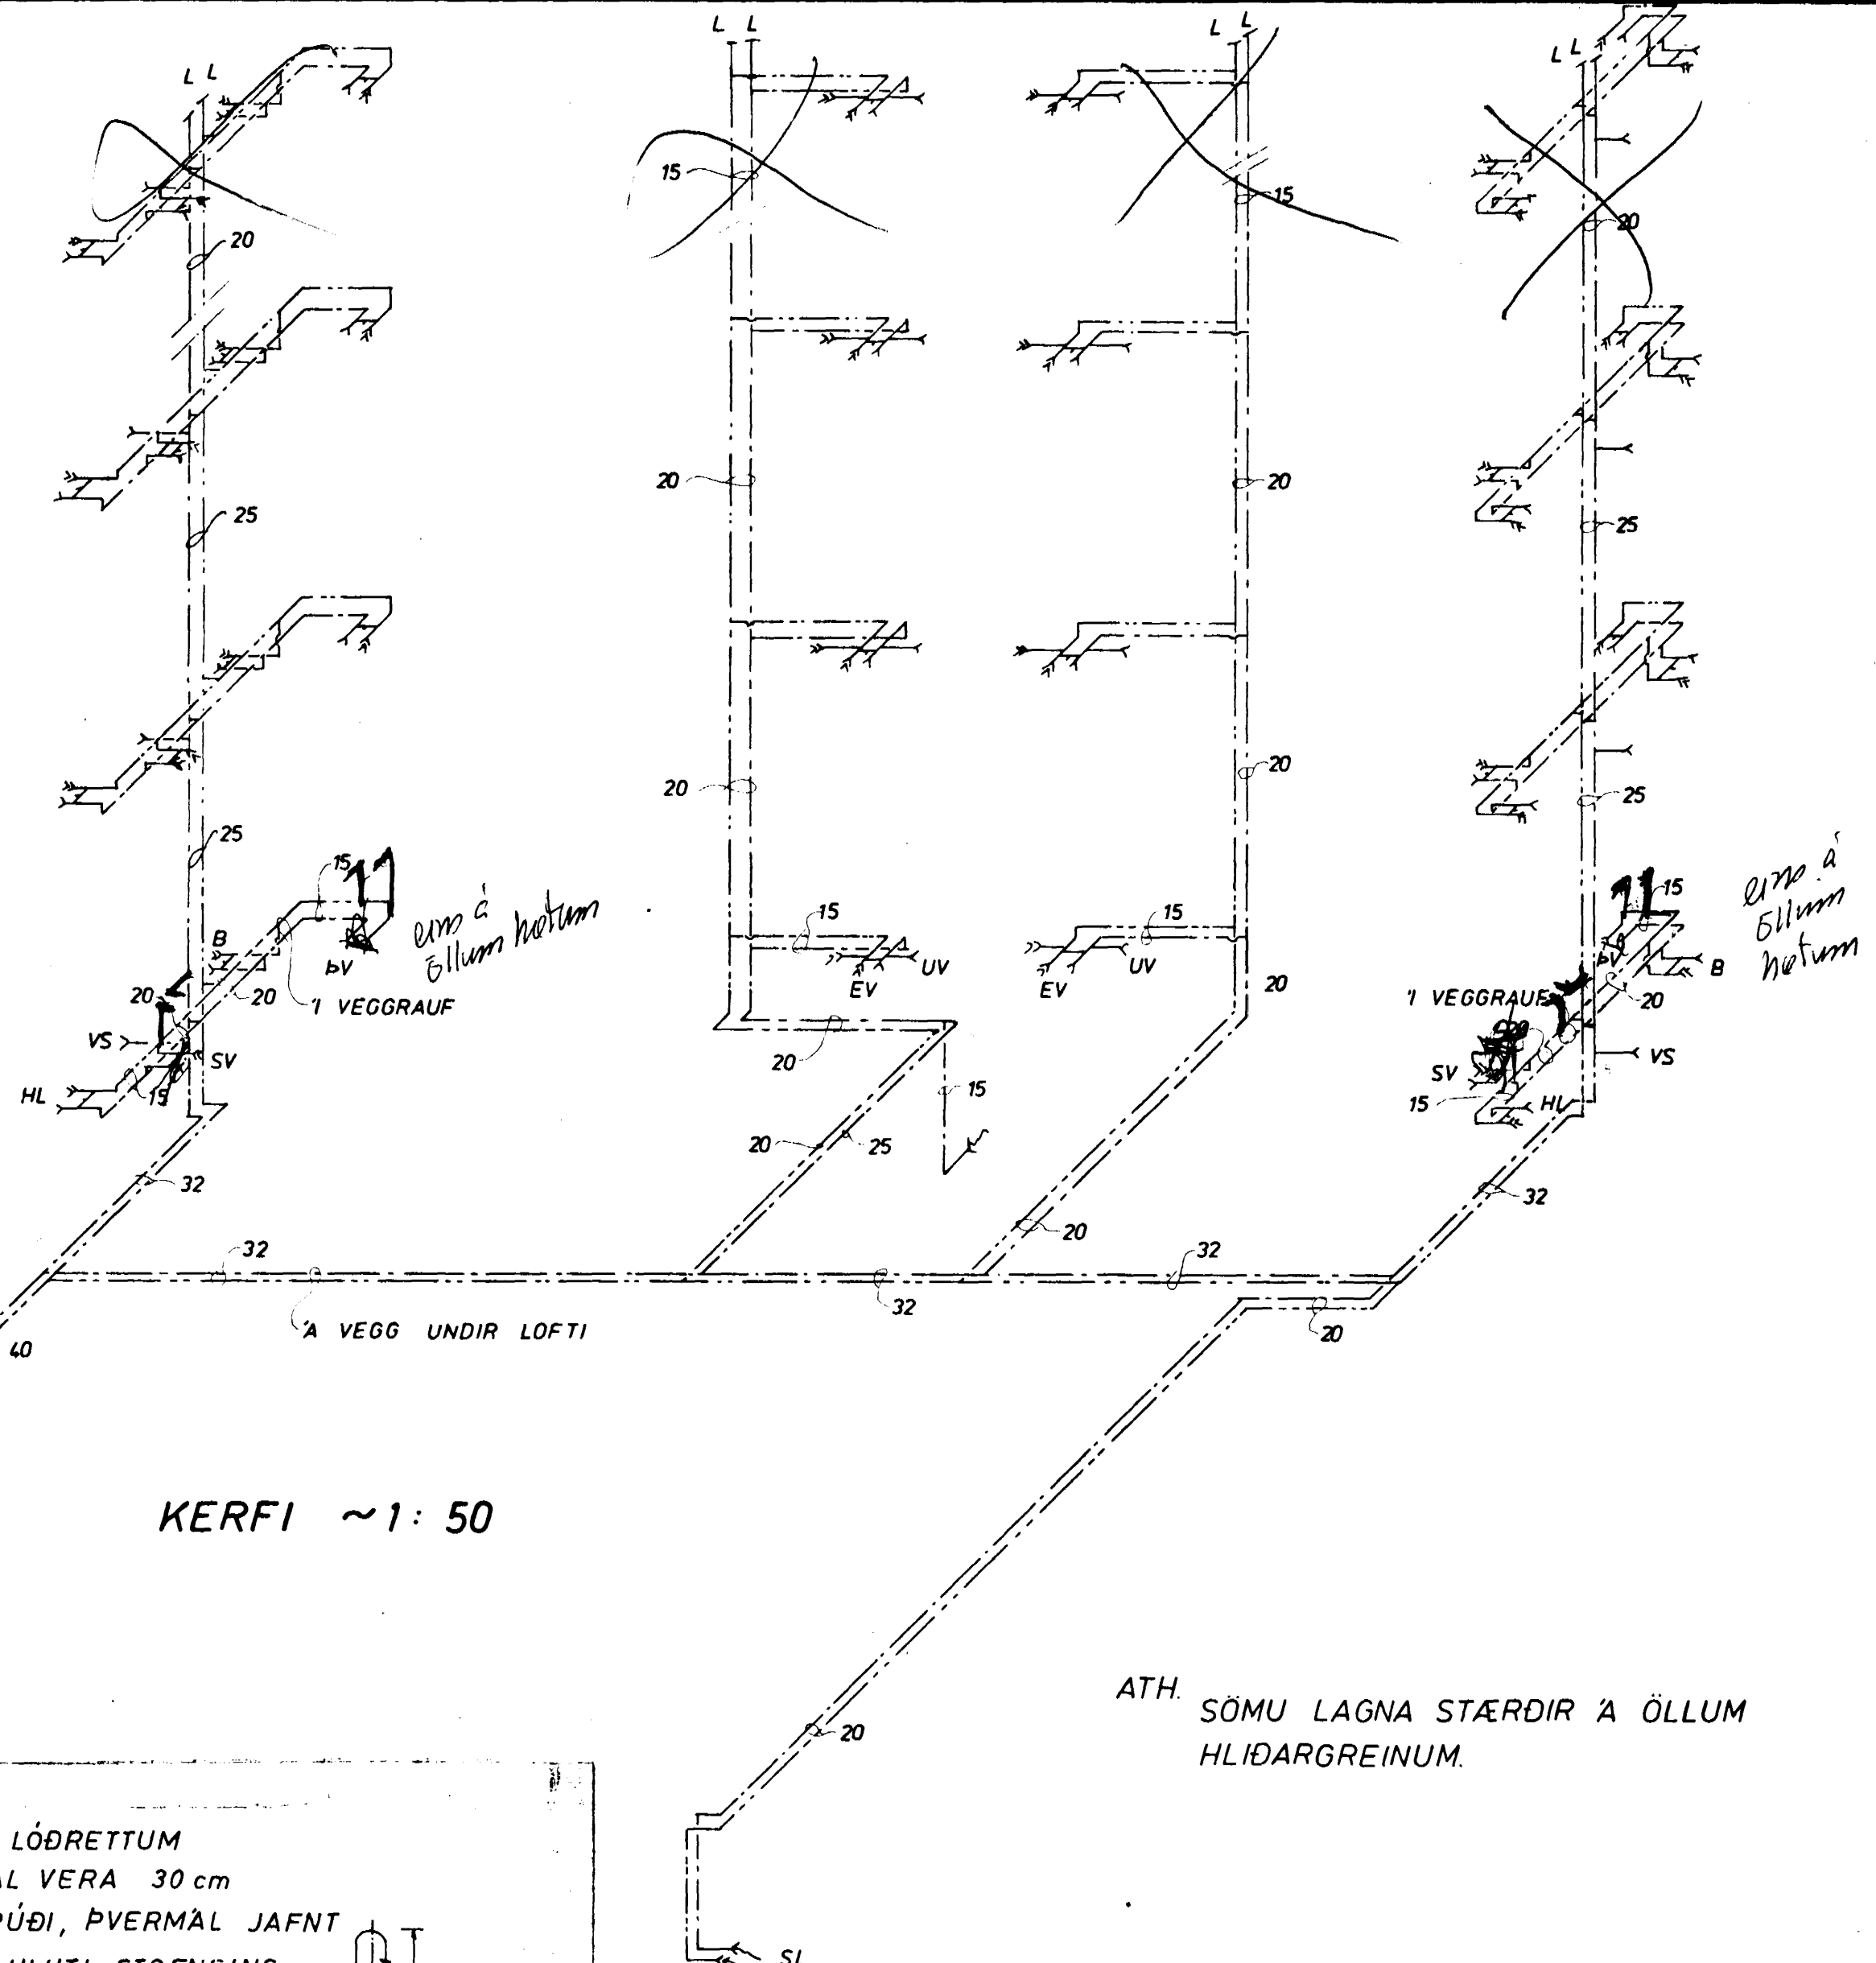 L L
L L
L L
L L
15
15
20
20
20
20
25
25
20
20
25
25
15
eins á
öllum hæðum
B
ÞV
20
20
Í VEGGRAUF
VS
SV
HL
15
15
EV
UV
15
EV
UV
20
20
15
20
25
15
eins á
öllum
hæðum
ÞV
B
20
Í VEGGRAUF
SV
VS
15
HL
32
32
20
32
32
32
20
40
Á VEGG UNDIR LOFTI
KERFI ~1: 50
ATH.
SÖMU LAGNA STÆRÐIR Á ÖLLUM
HLIÐARGREINUM.
20
LÓÐRETTUM
AL VERA 30 cm
PÚÐI, ÞVERMÁL JAFNT
SL